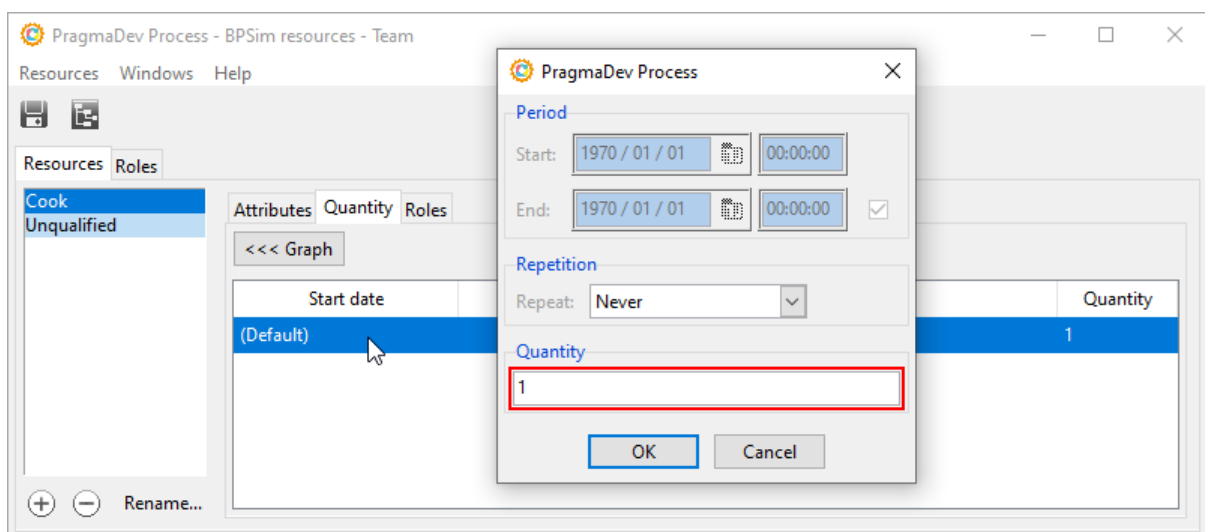 PragmaDev Process - BPSim resources - Team
Resources Windows Help
Resources Roles
Cook
Unqualified
Rename...
Attributes Quantity Roles
<<< Graph
Start date Quantity
(Default) 1
PragmaDev Process
Period
Start: 1970 / 01 / 01 00:00:00
End: 1970 / 01 / 01 00:00:00
Repetition
Repeat: Never
Quantity
1
OK Cancel